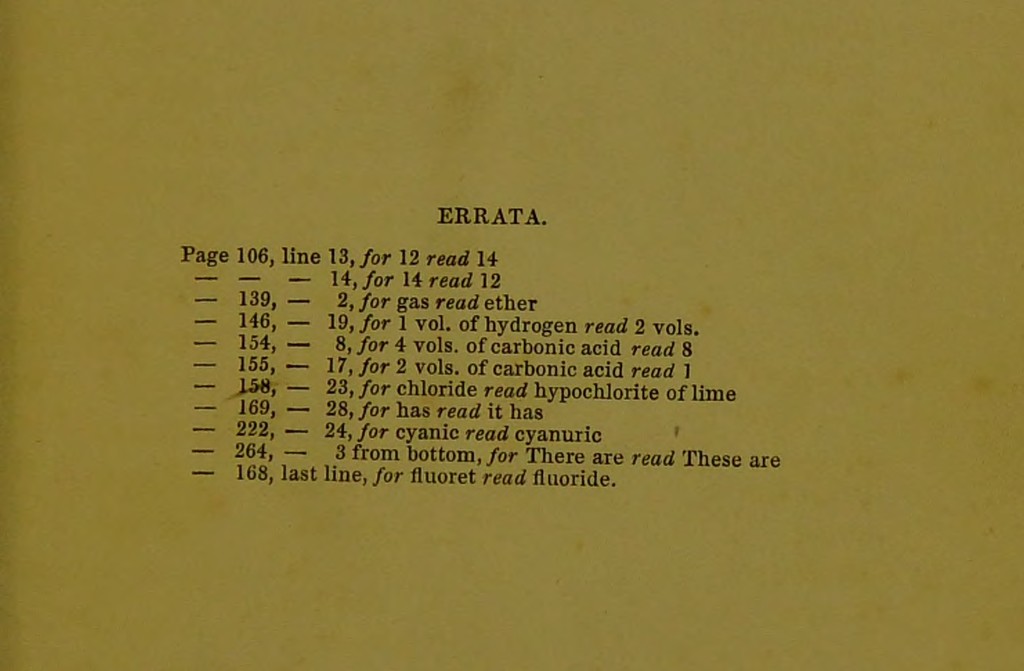 ERRATA.
Page 106, line 13, for 12 read 14
— — — 14, for 14 read 12
— 139, — 2, for gas read ether
— 146, — 19, for 1 vol. of hydrogen read 2 vols.
— 154, — 8, for 4 vols. of carbonic acid read 8
— 155, — 17, for 2 vols. of carbonic acid read 1
— 158, — 23, for chloride read hypochlorite of lime
— 169, — 28, for has read it has
— 222, — 24, for cyanic read cyanuric
— 264, — 3 from bottom, for There are read These are
— 168, last line, for fluoret read fluoride.